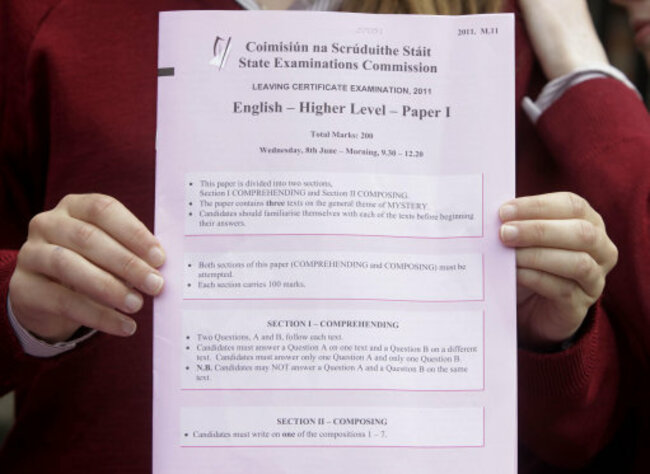 2011. M.11
Coimisiún na Scrúduithe Stáit
State Examinations Commission
LEAVING CERTIFICATE EXAMINATION, 2011
English – Higher Level – Paper I
Total Marks: 200
Wednesday, 8th June – Morning, 9.30 – 12.20
• This paper is divided into two sections,
Section I COMPREHENDING and Section II COMPOSING.
• The paper contains three texts on the general theme of MYSTERY.
• Candidates should familiarise themselves with each of the texts before beginning
their answers.
• Both sections of this paper (COMPREHENDING and COMPOSING) must be
attempted.
• Each section carries 100 marks.
SECTION I – COMPREHENDING
• Two Questions, A and B, follow each text.
• Candidates must answer a Question A on one text and a Question B on a different
text. Candidates must answer only one Question A and only one Question B.
• N.B. Candidates may NOT answer a Question A and a Question B on the same
text.
SECTION II – COMPOSING
• Candidates must write on one of the compositions 1 – 7.